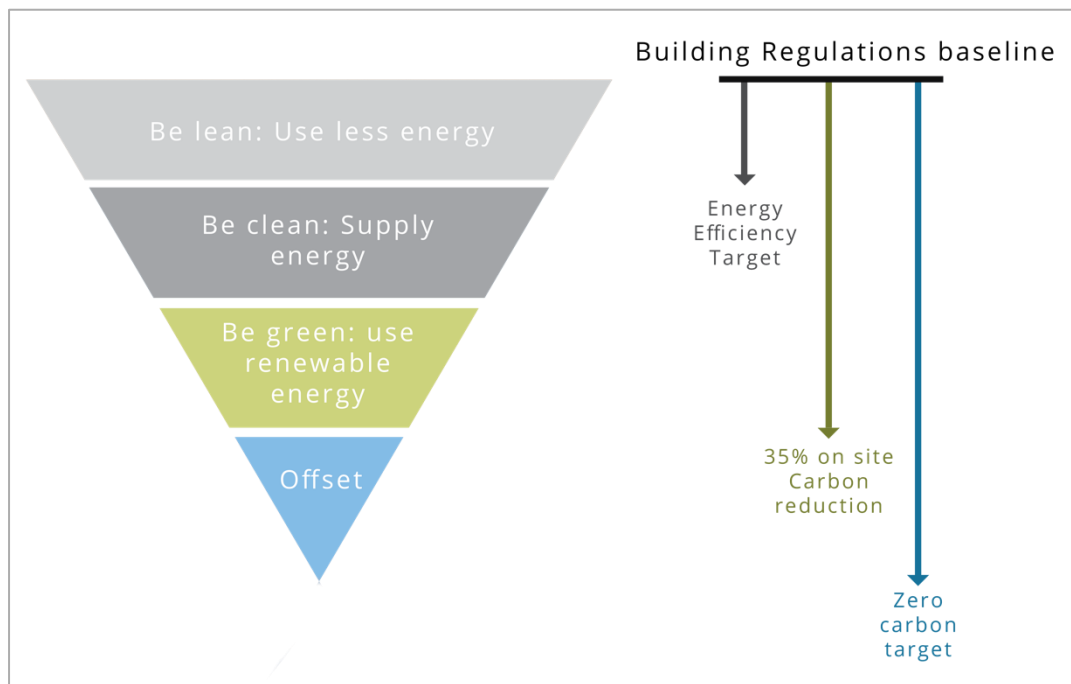 Building Regulations baseline
Be lean: Use less energy
Be clean: Supply
energy
Be green: use
renewable
energy
Offset
Energy
Efficiency
Target
35% on site
Carbon
reduction
Zero
carbon
target